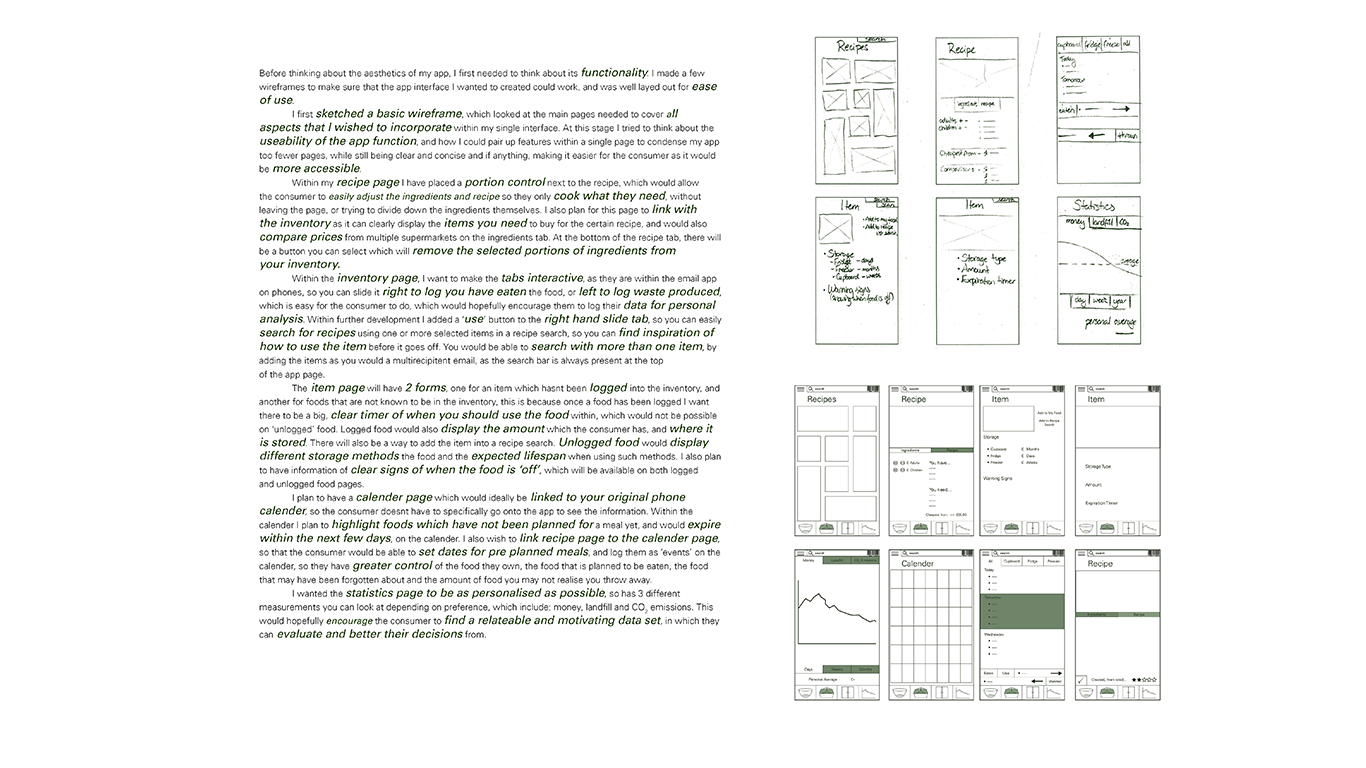 Before thinking about the aesthetics of my app, I first needed to think about its functionality. I made a few
wireframes to make sure that the app interface I wanted to created could work, and was well layed out for ease
of use.
I first sketched a basic wireframe, which looked at the main pages needed to cover all
aspects that I wished to incorporate within my single interface. At this stage I tried to think about the
useability of the app function, and how I could pair up features within a single page to condense my app
too fewer pages, while still being clear and concise and if anything, making it easier for the consumer as it would
be more accessible.
Within my recipe page I have placed a portion control next to the recipe, which would allow
the consumer to easily adjust the ingredients and recipe so they only cook what they need, without
leaving the page, or trying to divide down the ingredients themselves. I also plan for this page to link with
the inventory as it can clearly display the items you need to buy for the certain recipe, and would also
compare prices from multiple supermarkets on the ingredients tab. At the bottom of the recipe tab, there will
be a button you can select which will remove the selected portions of ingredients from
your inventory.
Within the inventory page, I want to make the tabs interactive, as they are within the email app
on phones, so you can slide it right to log you have eaten the food, or left to log waste produced,
which is easy for the consumer to do, which would hopefully encourage them to log their data for personal
analysis. Within further development I added a 'use' button to the right hand slide tab, so you can easily
search for recipes using one or more selected items in a recipe search, so you can find inspiration of
how to use the item before it goes off. You would be able to search with more than one item, by
adding the items as you would a multirecipitent email, as the search bar is always present at the top
of the app page.
The item page will have 2 forms, one for an item which hasnt been logged into the inventory, and
another for foods that are not known to be in the inventory, this is because once a food has been logged I want
there to be a big, clear timer of when you should use the food within, which would not be possible
on 'unlogged' food. Logged food would also display the amount which the consumer has, and where it
is stored. There will also be a way to add the item into a recipe search. Unlogged food would display
different storage methods the food and the expected lifespan when using such methods. I also plan
to have information of clear signs of when the food is 'off', which will be available on both logged
and unlogged food pages.
I plan to have a calender page which would ideally be linked to your original phone
calender, so the consumer doesnt have to specifically go onto the app to see the information. Within the
calender I plan to highlight foods which have not been planned for a meal yet, and would expire
within the next few days, on the calender. I also wish to link recipe page to the calender page,
so that the consumer would be able to set dates for pre planned meals, and log them as 'events' on the
calender, so they have greater control of the food they own, the food that is planned to be eaten, the food
that may have been forgotten about and the amount of food you may not realise you throw away.
I wanted the statistics page to be as personalised as possible, so has 3 different
measurements you can look at depending on preference, which include; money, landfill and CO2 emissions. This
would hopefully encourage the consumer to find a relateable and motivating data set, in which they
can evaluate and better their decisions from.
Search
Recipes
Recipe
ingredients recipe
adults + -
children + -
Cheapest from - £
Comparisons
cupboard fridge freezer all
Today
Tomorrow
eaten
thrown
Search
Item
Add to my food
Add to recipe
Storage
Fridge - days
Freezer - months
Cupboard - weeks
Warning signs
Search
Item
Storage type
Amount
Expiration timer
Statistics
money landfill CO2
average
day week year
personal average
Search
Recipes
Search
Recipe
Ingredients
Adults
Children
You have...
You need...
Cheapest from
Search
Item
Add to My Food
Add to Recipe
Search
Storage
Cupboard
Months
Fridge
Days
Freezer
Weeks
Warning Signs
Search
Item
Storage Type
Amount
Expiration Timer
Search
Money
Days
Personal Average
Search
Calender
Search
All Cupboard Fridge Freezer
Today
Tomorrow
Wednesday
Eaten Use
Wasted
Search
Recipe
Ingredients Recipe